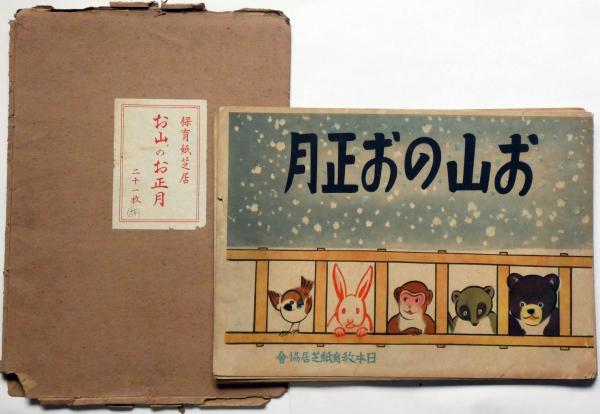 保育紙芝居
お山のお正月
二十一枚
お山のお正月
日本教育紙芝居協會